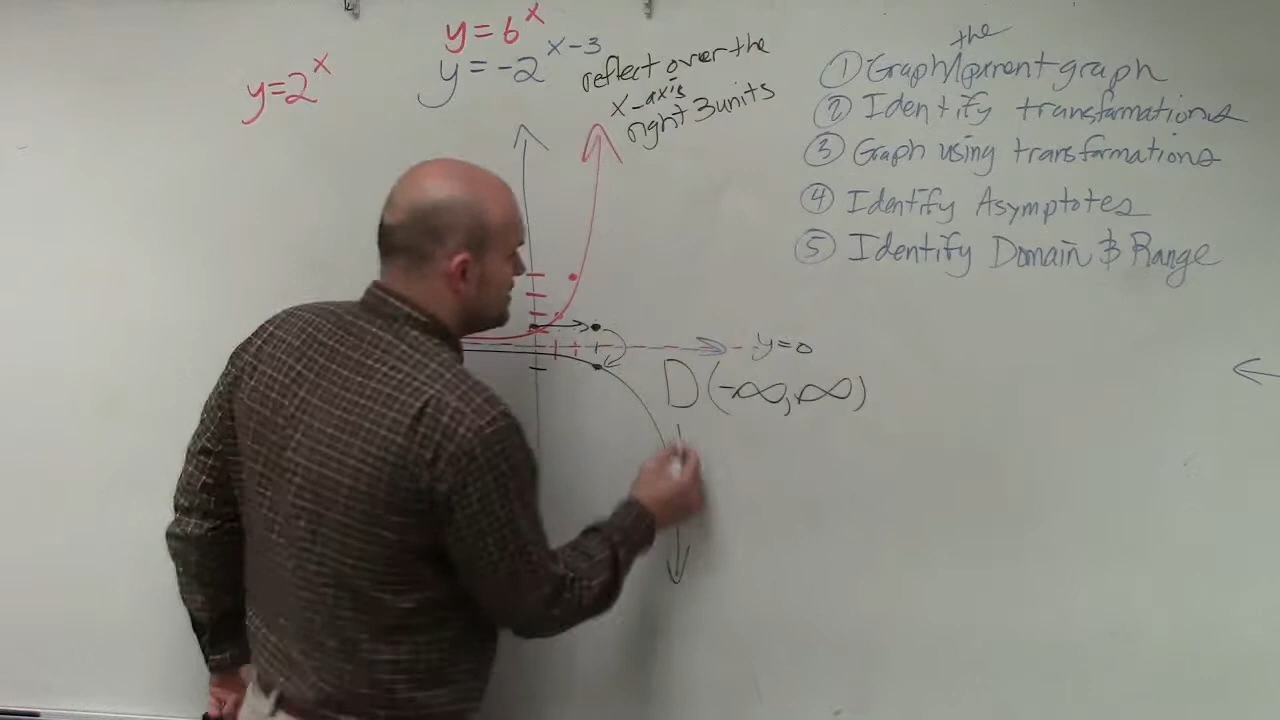 y=2^x
y=6^x
y=-2^x-3
reflect over the
x-axis
right 3 units
① Graph the parent graph
② Identify transformations
③ Graph using transformations
④ Identify Asymptotes
⑤ Identify Domain & Range
y=0
D(-∞,∞)